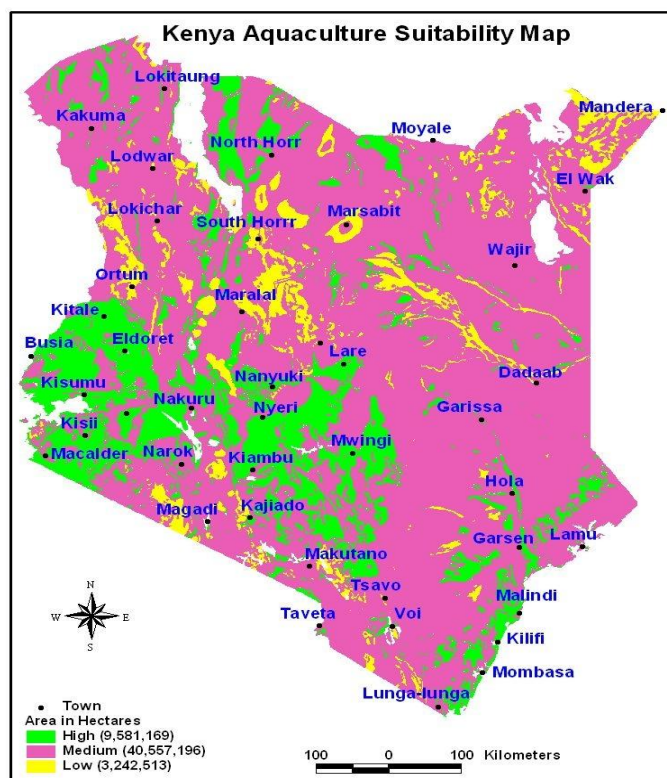 Kenya Aquaculture Suitability Map
Lokitaung
Mandera
Kakuma
Moyale
North Horr
Lodwar
El Wak
Lokichar
Marsabit
South Horrr
Wajir
Ortum
Maralal
Kitale
Eldoret
Busia
Lare
Dadaab
Kisumu
Nanyuki
Nakuru
Nyeri
Garissa
Kisii
Mwingi
Macalder
Narok
Kiambu
Hola
Magadi
Kajiado
Garsen
Lamu
Makutano
Tsavo
Malindi
Taveta
Voi
Kilifi
Mombasa
Lunga-lunga
N
W
E
S
Town
Area in Hectares
High (9,581,169)
Medium (40,557,196)
Low (3,242,513)
100 0 100 Kilometers